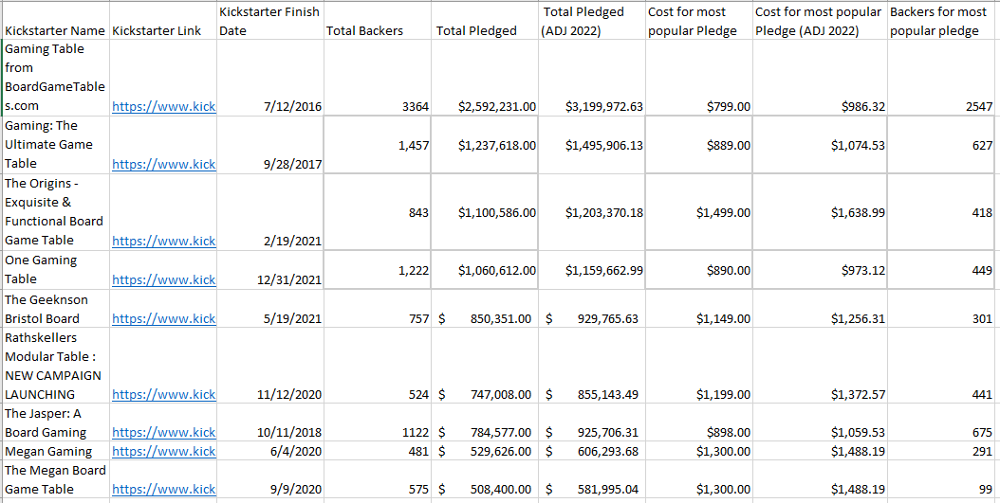 Kickstarter Name Kickstarter Link Kickstarter Finish Date Total Backers Total Pledged Total Pledged (ADJ 2022) Cost for most popular Pledge Cost for most popular Pledge (ADJ 2022) Backers for most popular pledge
Gaming Table from BoardGameTables.com https://www.kick 7/12/2016 3364 $2,592,231.00 $3,199,972.63 $799.00 $986.32 2547
Gaming: The Ultimate Game Table https://www.kick 9/28/2017 1,457 $1,237,618.00 $1,495,906.13 $889.00 $1,074.53 627
The Origins - Exquisite & Functional Board Game Table https://www.kick 2/19/2021 843 $1,100,586.00 $1,203,370.18 $1,499.00 $1,638.99 418
One Gaming Table https://www.kick 12/31/2021 1,222 $1,060,612.00 $1,159,662.99 $890.00 $973.12 449
The Geeknson Bristol Board https://www.kick 5/19/2021 757 $ 850,351.00 $ 929,765.63 $1,149.00 $1,256.31 301
Rathskellers Modular Table : NEW CAMPAIGN LAUNCHING https://www.kick 11/12/2020 524 $ 747,008.00 $ 855,143.49 $1,199.00 $1,372.57 441
The Jasper: A Board Gaming https://www.kick 10/11/2018 1122 $ 784,577.00 $ 925,706.31 $898.00 $1,059.53 675
Megan Gaming https://www.kick 6/4/2020 481 $ 529,626.00 $ 606,293.68 $1,300.00 $1,488.19 291
The Megan Board Game Table https://www.kick 9/9/2020 575 $ 508,400.00 $ 581,995.04 $1,300.00 $1,488.19 99